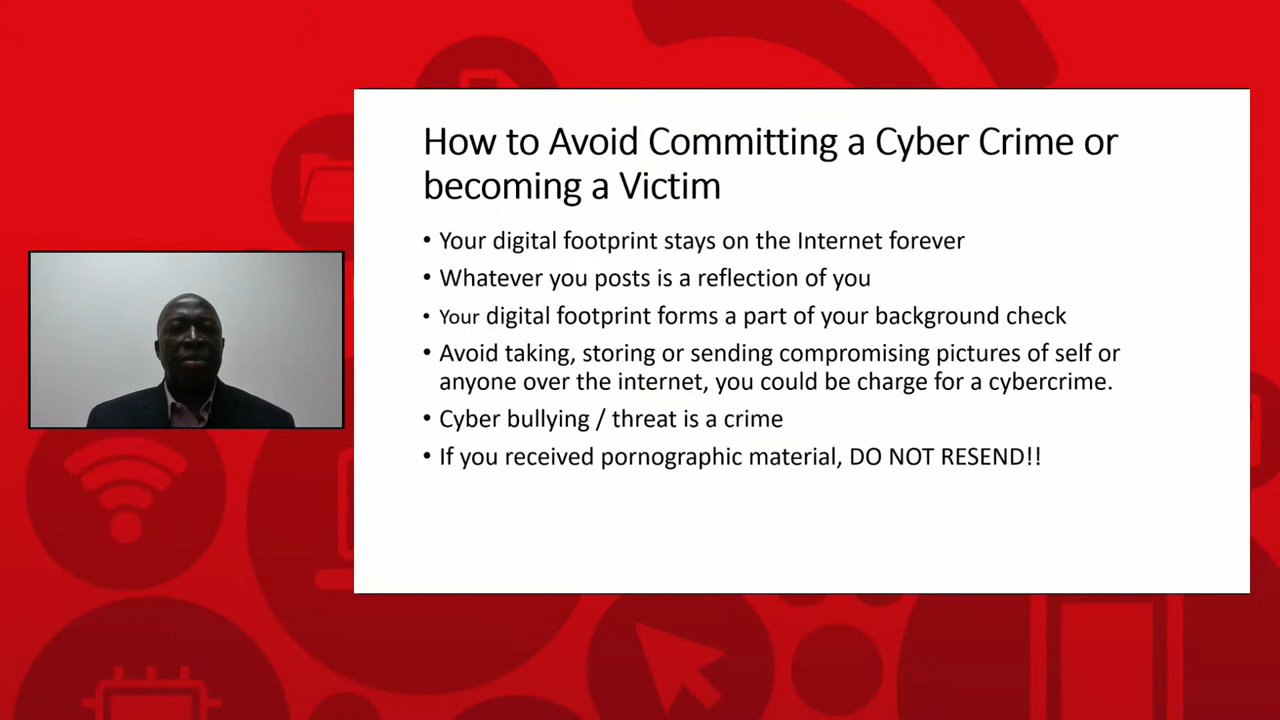 How to Avoid Committing a Cyber Crime or
becoming a Victim
• Your digital footprint stays on the Internet forever
• Whatever you posts is a reflection of you
• Your digital footprint forms a part of your background check
• Avoid taking, storing or sending compromising pictures of self or
anyone over the internet, you could be charge for a cybercrime.
• Cyber bullying / threat is a crime
• If you received pornographic material, DO NOT RESEND!!